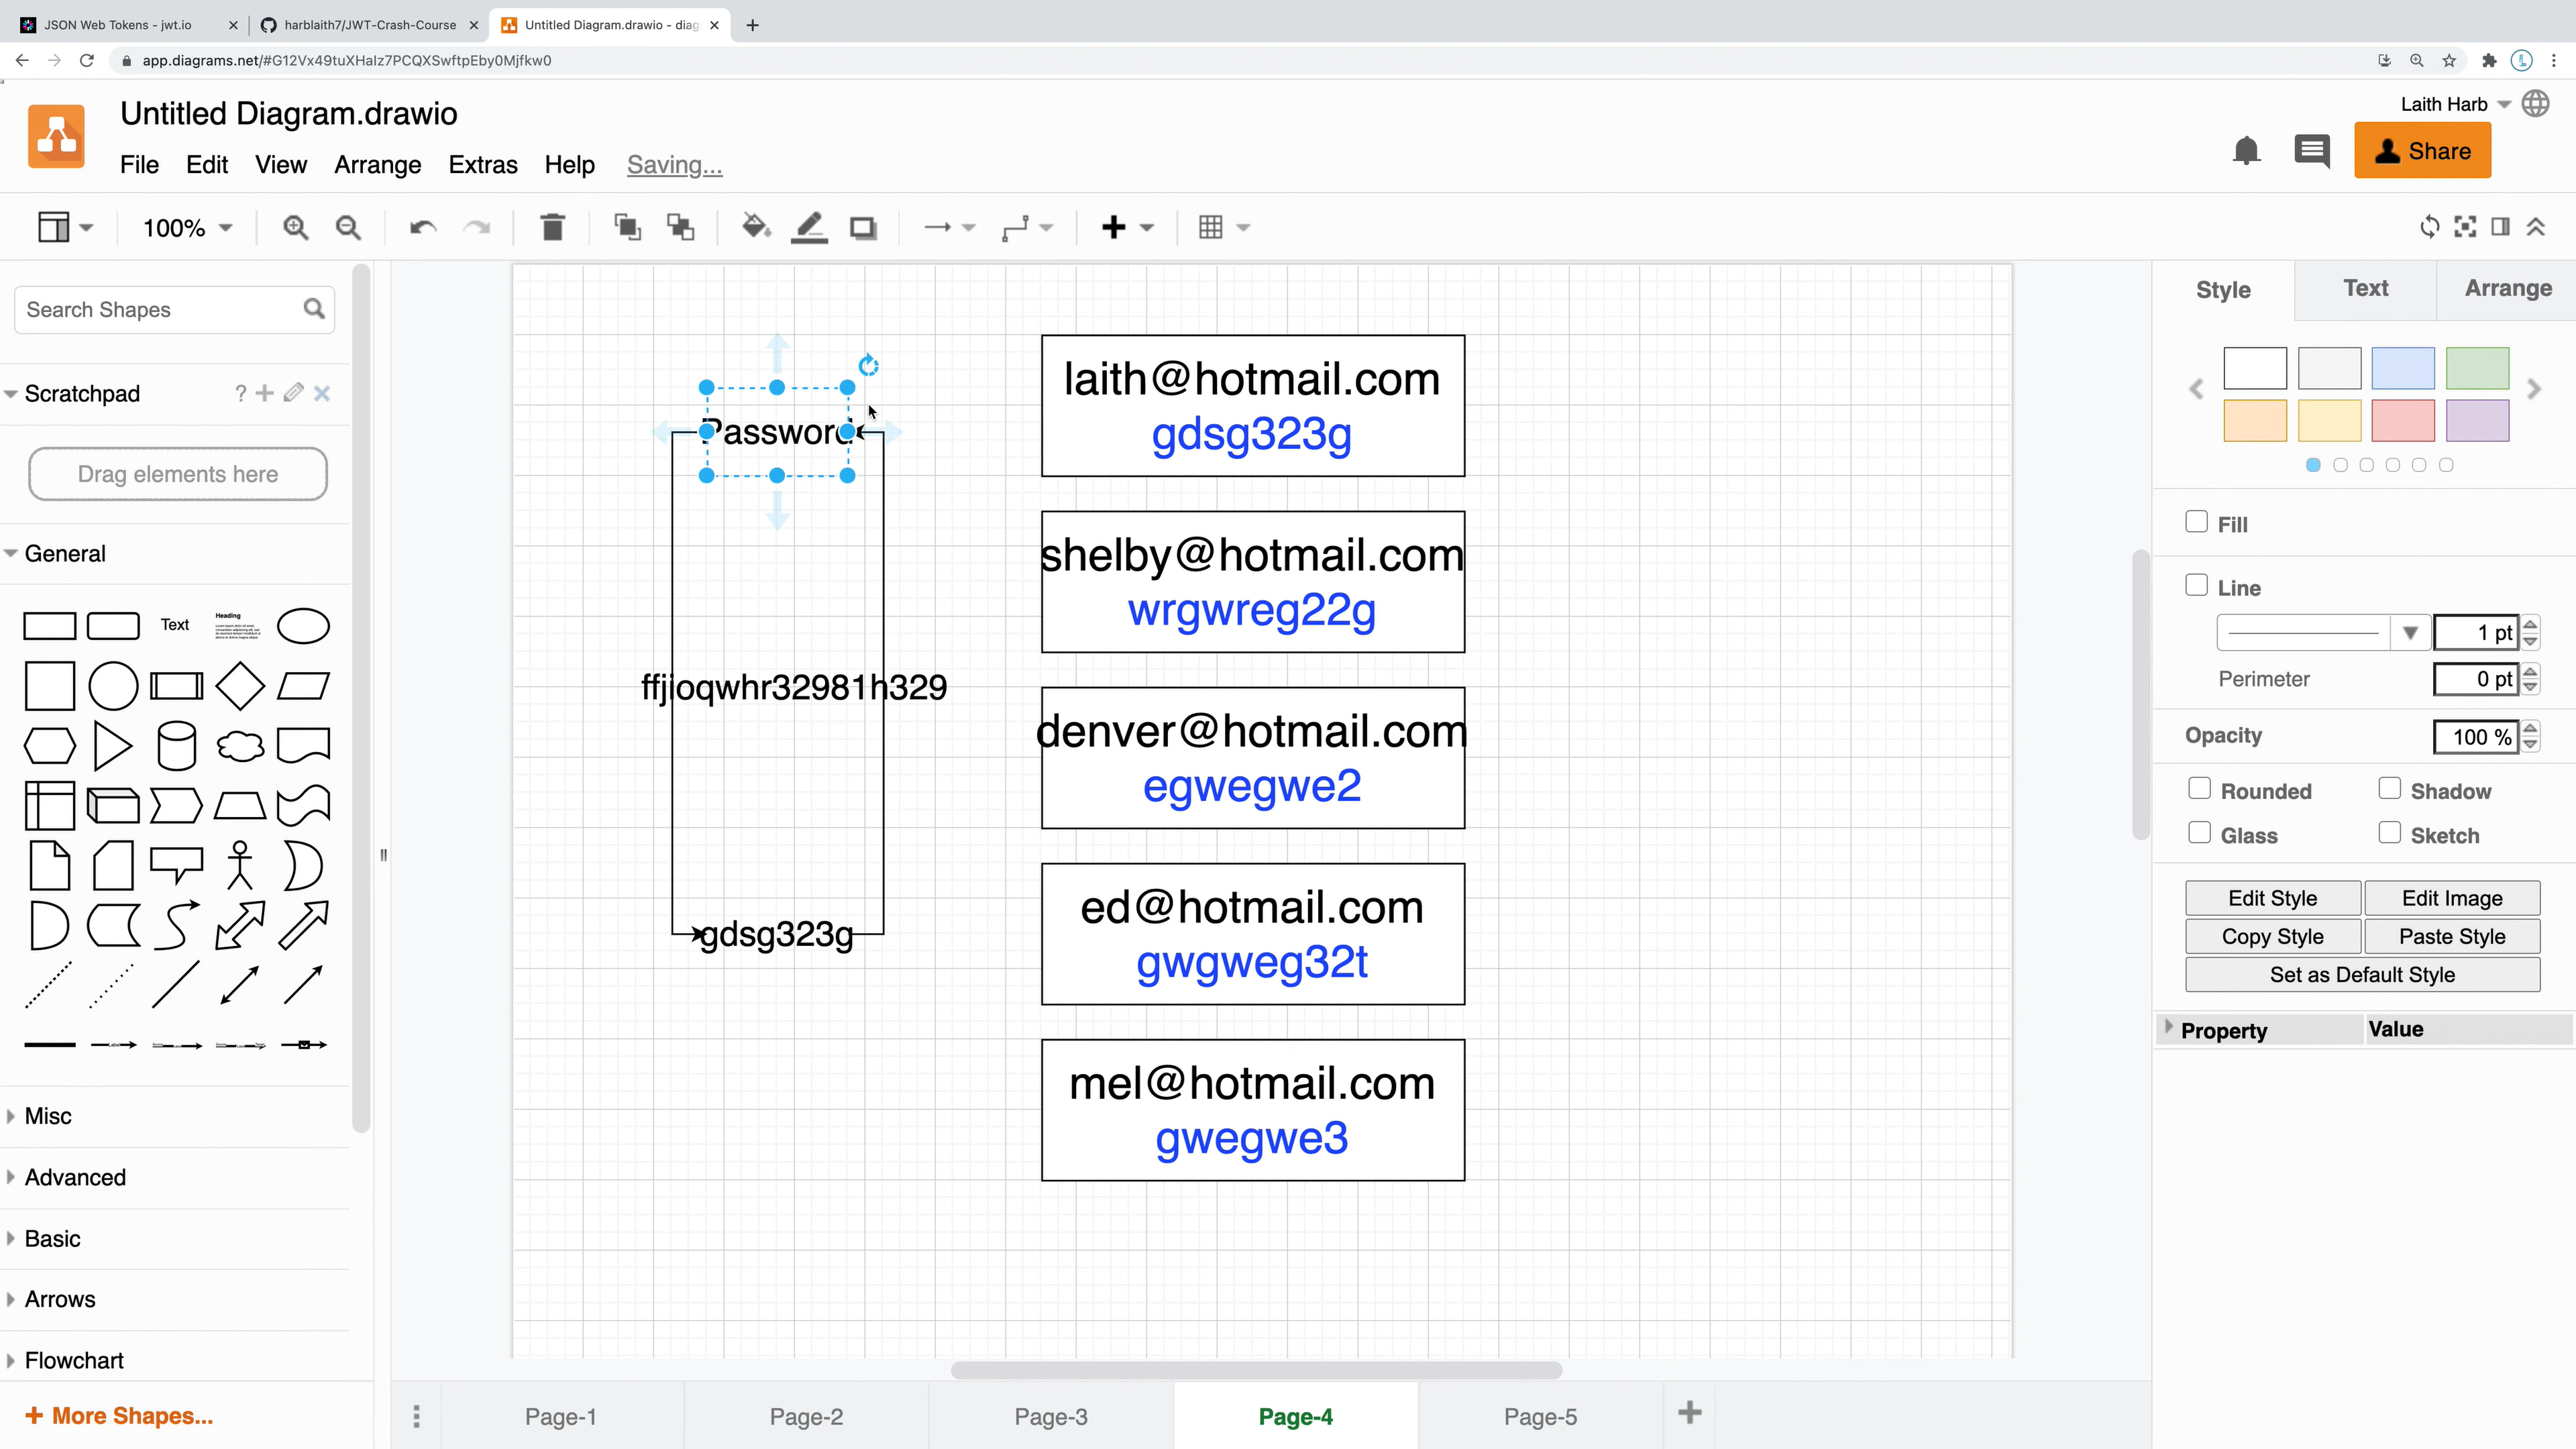 JSON Web Tokens - jwt.io
harblaith7/JWT-Crash-Course
Untitled Diagram.drawio - diag
app.diagrams.net/#G12Vx49tuXHaIz7PCQXSwftpEby0Mjfkw0
Untitled Diagram.drawio
Laith Harb
File Edit View Arrange Extras Help Saving...
Share
100%
Search Shapes
Scratchpad
?
Drag elements here
General
Text
Heading
Misc
Advanced
Basic
Arrows
Flowchart
+ More Shapes...
Password
ffjioqwhr32981h329
gdsg323g
laith@hotmail.com
gdsg323g
shelby@hotmail.com
wrgwreg22g
denver@hotmail.com
egwegwe2
ed@hotmail.com
gwgweg32t
mel@hotmail.com
gwegwe3
Style Text Arrange
Fill
Line
1 pt
Perimeter 0 pt
Opacity 100 %
Rounded Shadow
Glass Sketch
Edit Style Edit Image
Copy Style Paste Style
Set as Default Style
Property Value
Page-1 Page-2 Page-3 Page-4 Page-5